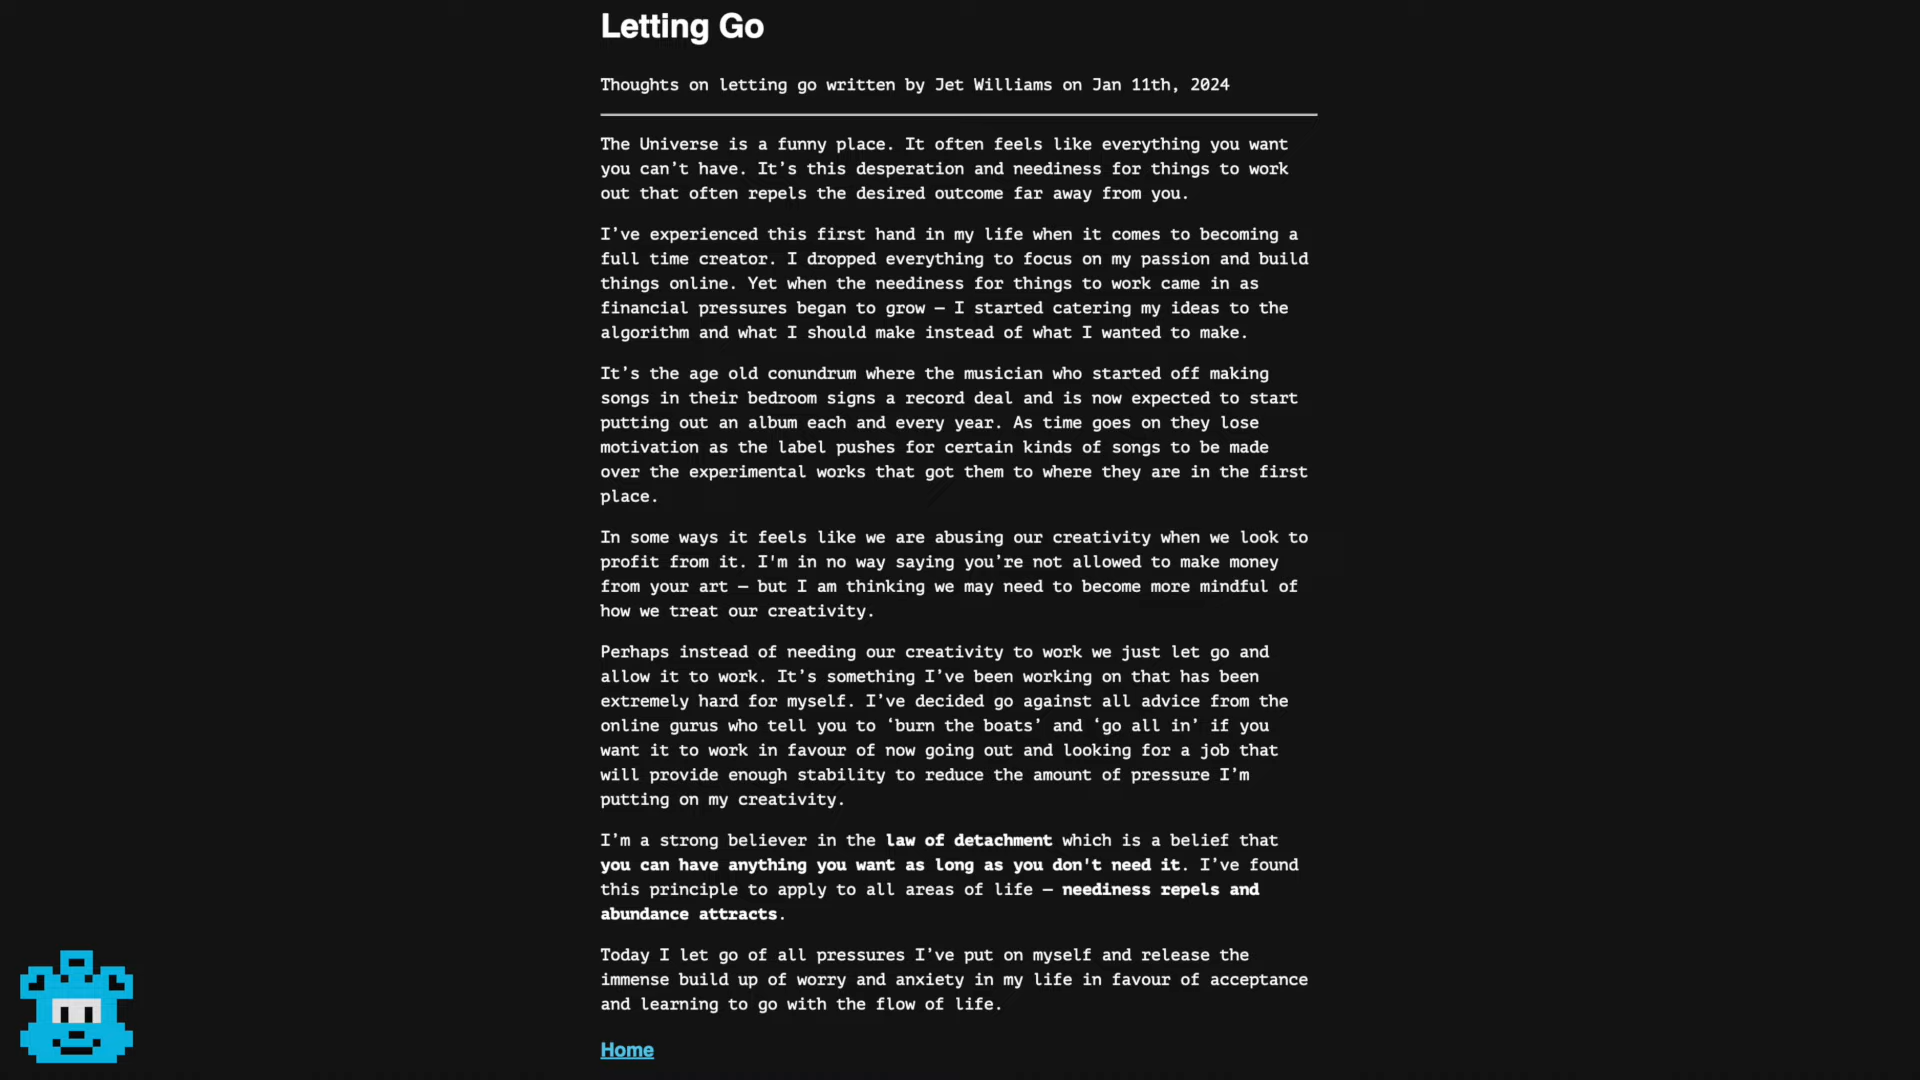 Letting Go
Thoughts on letting go written by Jet Williams on Jan 11th, 2024
The Universe is a funny place. It often feels like everything you want
you can’t have. It’s this desperation and neediness for things to work
out that often repels the desired outcome far away from you.
I’ve experienced this first hand in my life when it comes to becoming a
full time creator. I dropped everything to focus on my passion and build
things online. Yet when the neediness for things to work came in as
financial pressures began to grow — I started catering my ideas to the
algorithm and what I should make instead of what I wanted to make.
It’s the age old conundrum where the musician who started off making
songs in their bedroom signs a record deal and is now expected to start
putting out an album each and every year. As time goes on they lose
motivation as the label pushes for certain kinds of songs to be made
over the experimental works that got them to where they are in the first
place.
In some ways it feels like we are abusing our creativity when we look to
profit from it. I'm in no way saying you’re not allowed to make money
from your art — but I am thinking we may need to become more mindful of
how we treat our creativity.
Perhaps instead of needing our creativity to work we just let go and
allow it to work. It’s something I’ve been working on that has been
extremely hard for myself. I’ve decided go against all advice from the
online gurus who tell you to ‘burn the boats’ and ‘go all in’ if you
want it to work in favour of now going out and looking for a job that
will provide enough stability to reduce the amount of pressure I’m
putting on my creativity.
I’m a strong believer in the law of detachment which is a belief that
you can have anything you want as long as you don't need it. I’ve found
this principle to apply to all areas of life — neediness repels and
abundance attracts.
Today I let go of all pressures I’ve put on myself and release the
immense build up of worry and anxiety in my life in favour of acceptance
and learning to go with the flow of life.
Home